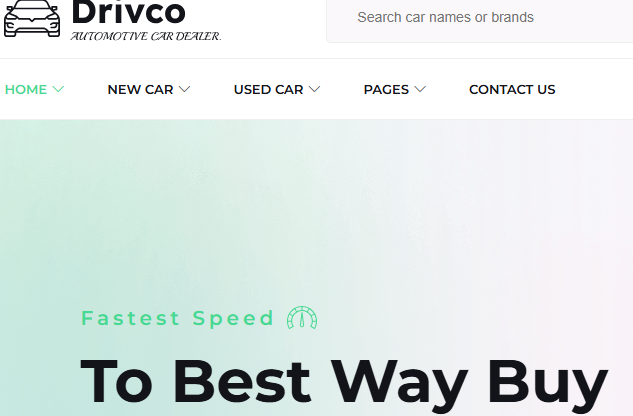 Drivco
AUTOMOTIVE CAR DEALER.
Search car names or brands
HOME NEW CAR USED CAR PAGES CONTACT US
Fastest Speed
To Best Way Buy